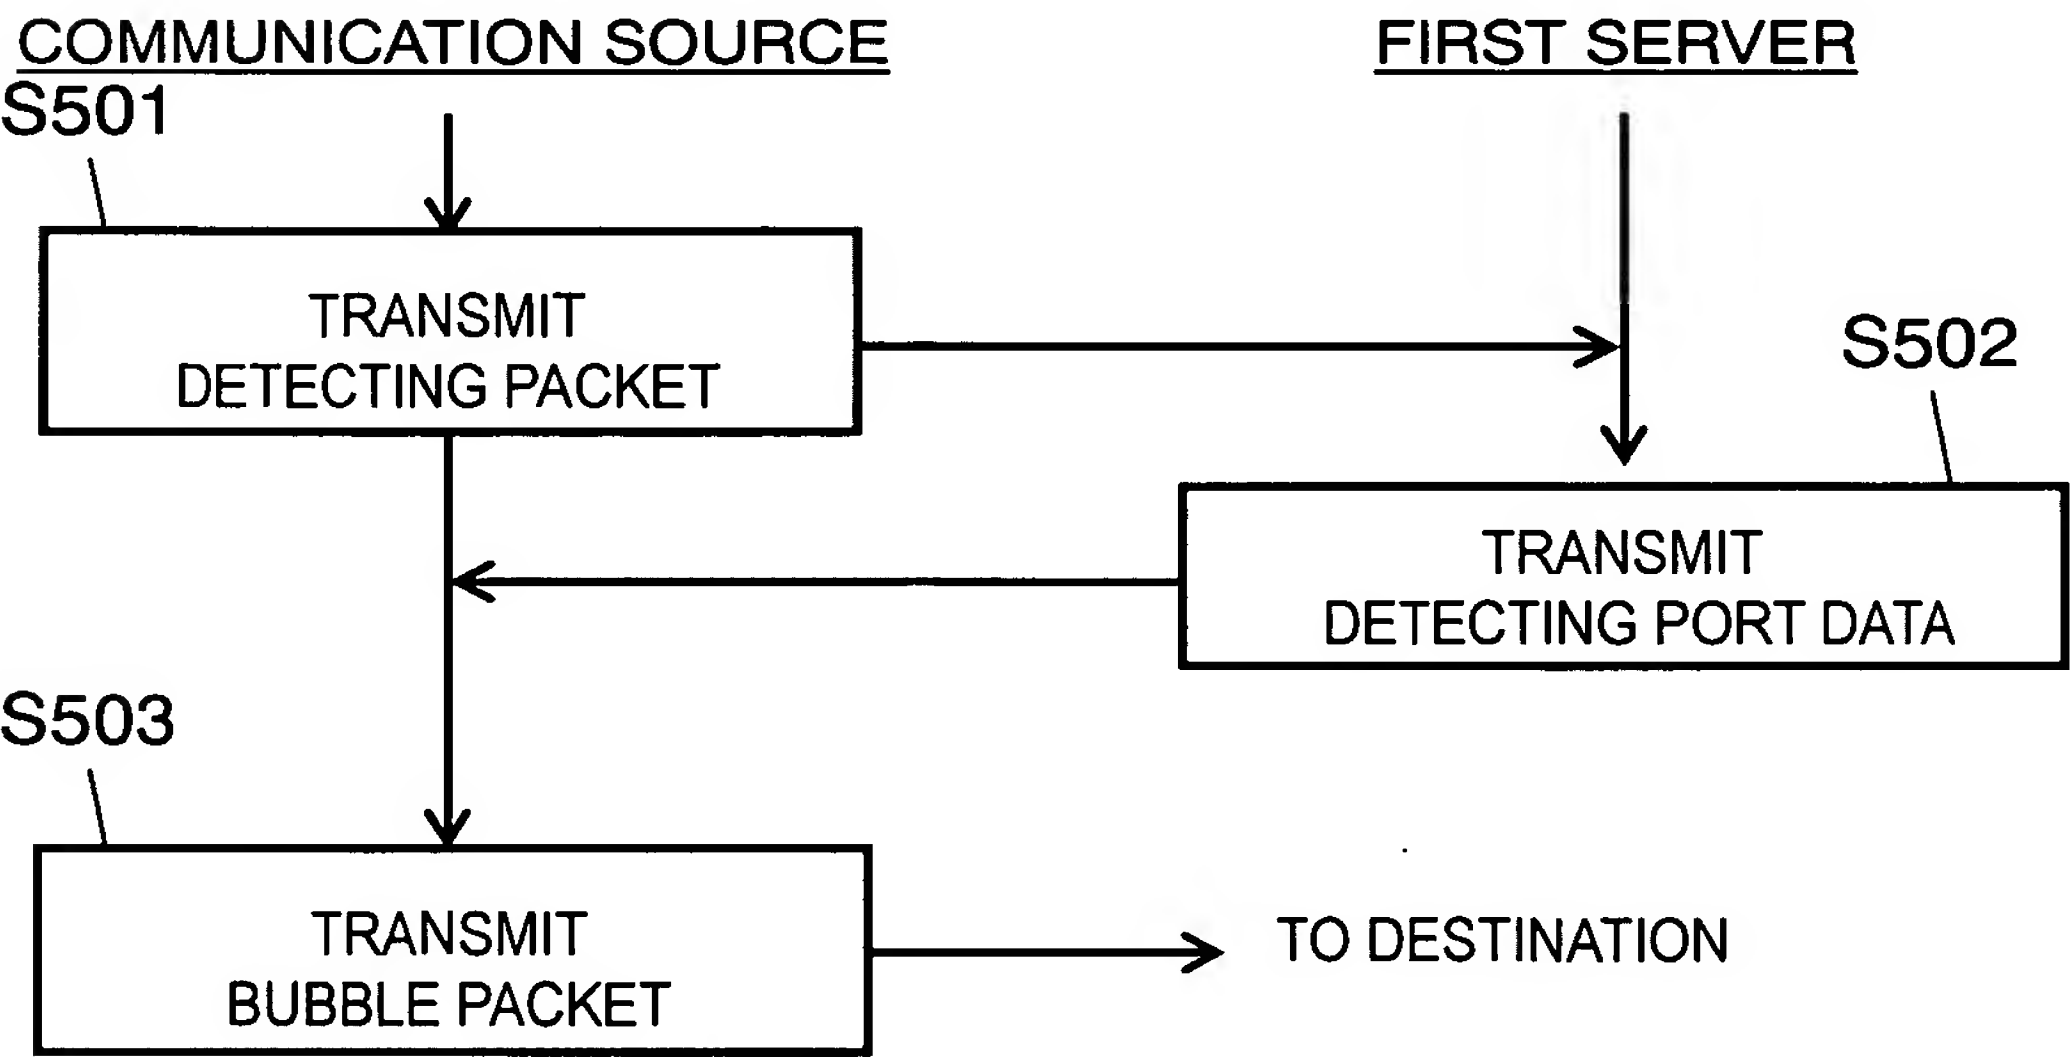 COMMUNICATION SOURCE
FIRST SERVER
S501
TRANSMIT
DETECTING PACKET
S502
TRANSMIT
DETECTING PORT DATA
S503
TRANSMIT
BUBBLE PACKET
TO DESTINATION